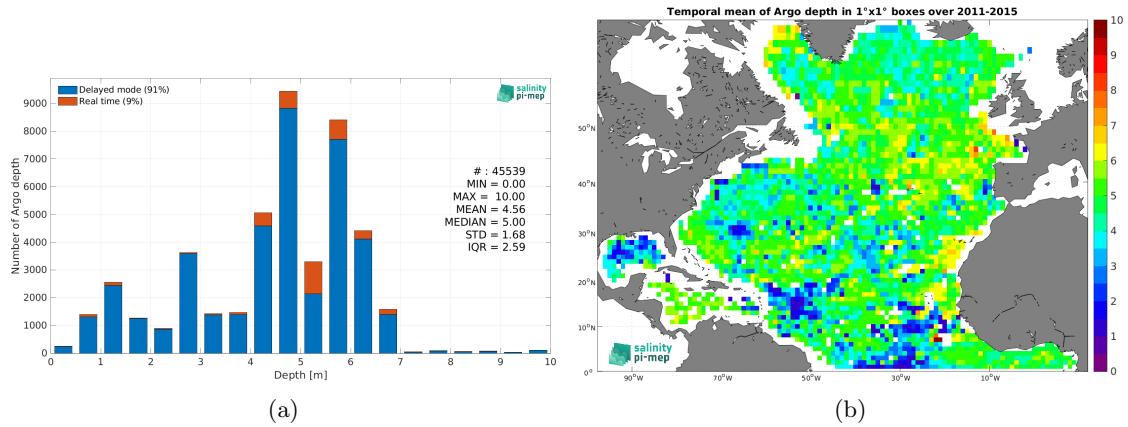 Temporal mean of Argo depth in 1°x1° boxes over 2011-2015
Delayed mode (91%)
Real time (9%)
salinity
pi-mep
Number of Argo depth
9000
8000
7000
6000
5000
4000
3000
2000
1000
0
# : 45539
MIN = 0.00
MAX = 10.00
MEAN = 4.56
MEDIAN = 5.00
STD = 1.68
IQR = 2.59
0 1 2 3 4 5 6 7 8 9 10
Depth [m]
(a)
50°N
40°N
30°N
20°N
10°N
0°
90°W 70°W 50°W 30°W 10°W
salinity
pi-mep
10
9
8
7
6
5
4
3
2
1
0
(b)